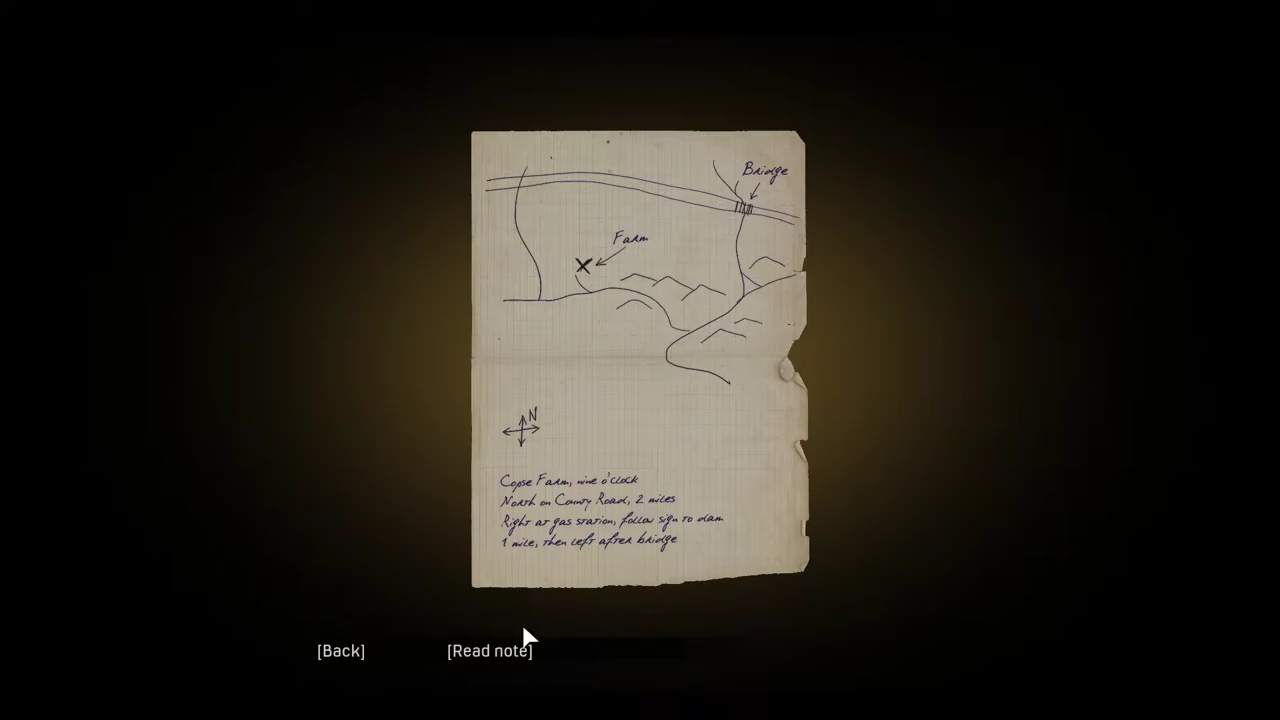 Bridge
Farm
N
Copse Farm, nine o'clock
North on County Road, 2 miles
Right at gas station, follow sign to dam
1 mile, then left after bridge
[Back] [Read note]